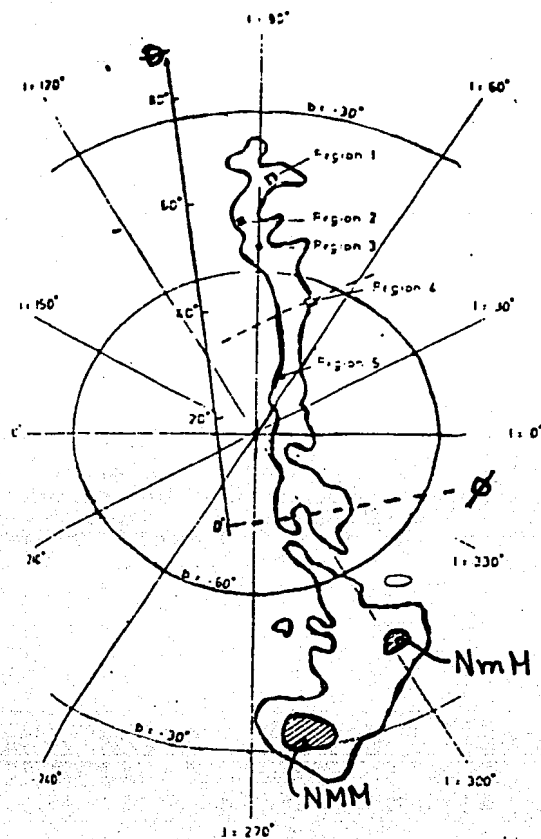 l = 90°
θ
l = 120°
80°
l = 60°
b = -30°
Region 1
60°
Region 2
Region 3
Region 4
l = 150°
40°
l = 30°
Region 5
20°
l = 0°
0°
φ
l = 330°
b = -60°
NmH
b = -30°
240°
l = 300°
NMM
l = 270°